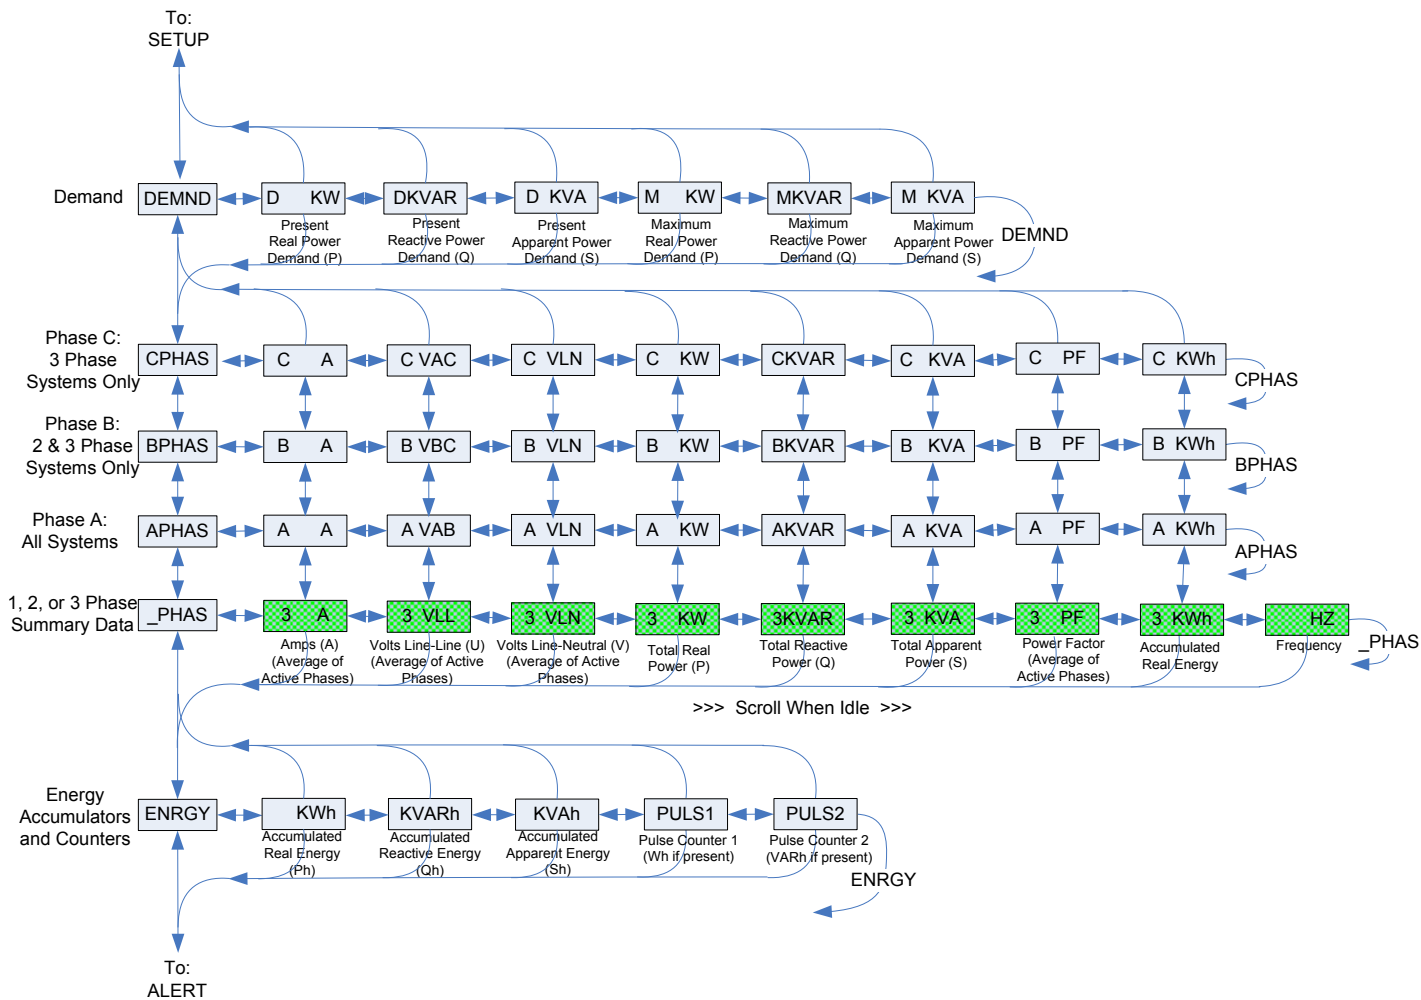 To:
SETUP
Demand
DEMND
D KW
DKVAR
D KVA
M KW
MKVAR
M KVA
Present
Real Power
Demand (P)
Present
Reactive Power
Demand (Q)
Present
Apparent Power
Demand (S)
Maximum
Real Power
Demand (P)
Maximum
Reactive Power
Demand (Q)
Maximum
Apparent Power
Demand (S)
DEMND
Phase C:
3 Phase
Systems Only
CPHAS
C A
C VAC
C VLN
C KW
CKVAR
C KVA
C PF
C KWh
CPHAS
Phase B:
2 & 3 Phase
Systems Only
BPHAS
B A
B VBC
B VLN
B KW
BKVAR
B KVA
B PF
B KWh
BPHAS
Phase A:
All Systems
APHAS
A A
A VAB
A VLN
A KW
AKVAR
A KVA
A PF
A KWh
APHAS
1, 2, or 3 Phase
Summary Data
_PHAS
3 A
3 VLL
3 VLN
3 KW
3KVAR
3 KVA
3 PF
3 KWh
HZ
_PHAS
Amps (A)
(Average of
Active Phases)
Volts Line-Line (U)
(Average of Active
Phases)
Volts Line-Neutral (V)
(Average of Active
Phases)
Total Real
Power (P)
Total Reactive
Power (Q)
Total Apparent
Power (S)
Power Factor
(Average of
Active Phases)
Accumulated
Real Energy
Frequency
>>> Scroll When Idle >>>
Energy
Accumulators
and Counters
ENRGY
KWh
KVARh
KVAh
PULS1
PULS2
Accumulated
Real Energy
(Ph)
Accumulated
Reactive Energy
(Qh)
Accumulated
Apparent Energy
(Sh)
Pulse Counter 1
(Wh if present)
Pulse Counter 2
(VARh if present)
ENRGY
To:
ALERT